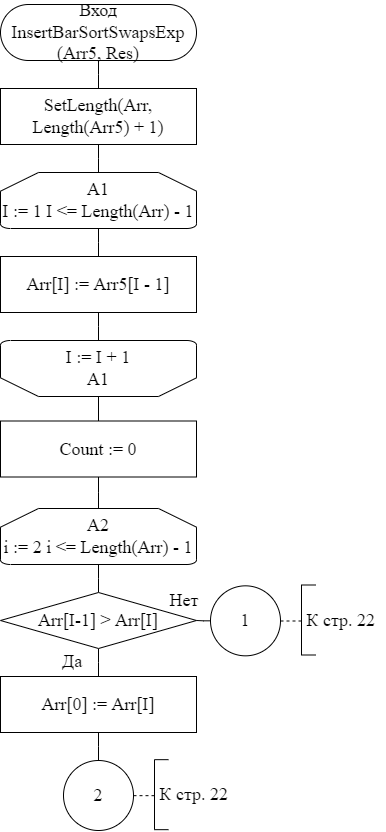 Вход
InsertBarSortSwapsExp
(Arr5, Res)
SetLength(Arr,
Length(Arr5) + 1)
A1
I := 1 I <= Length(Arr) - 1
Arr[I] := Arr5[I - 1]
I := I + 1
A1
Count := 0
A2
i := 2 i <= Length(Arr) - 1
Arr[I-1] > Arr[I]
Нет
1
К стр. 22
Да
Arr[0] := Arr[I]
2
К стр. 22